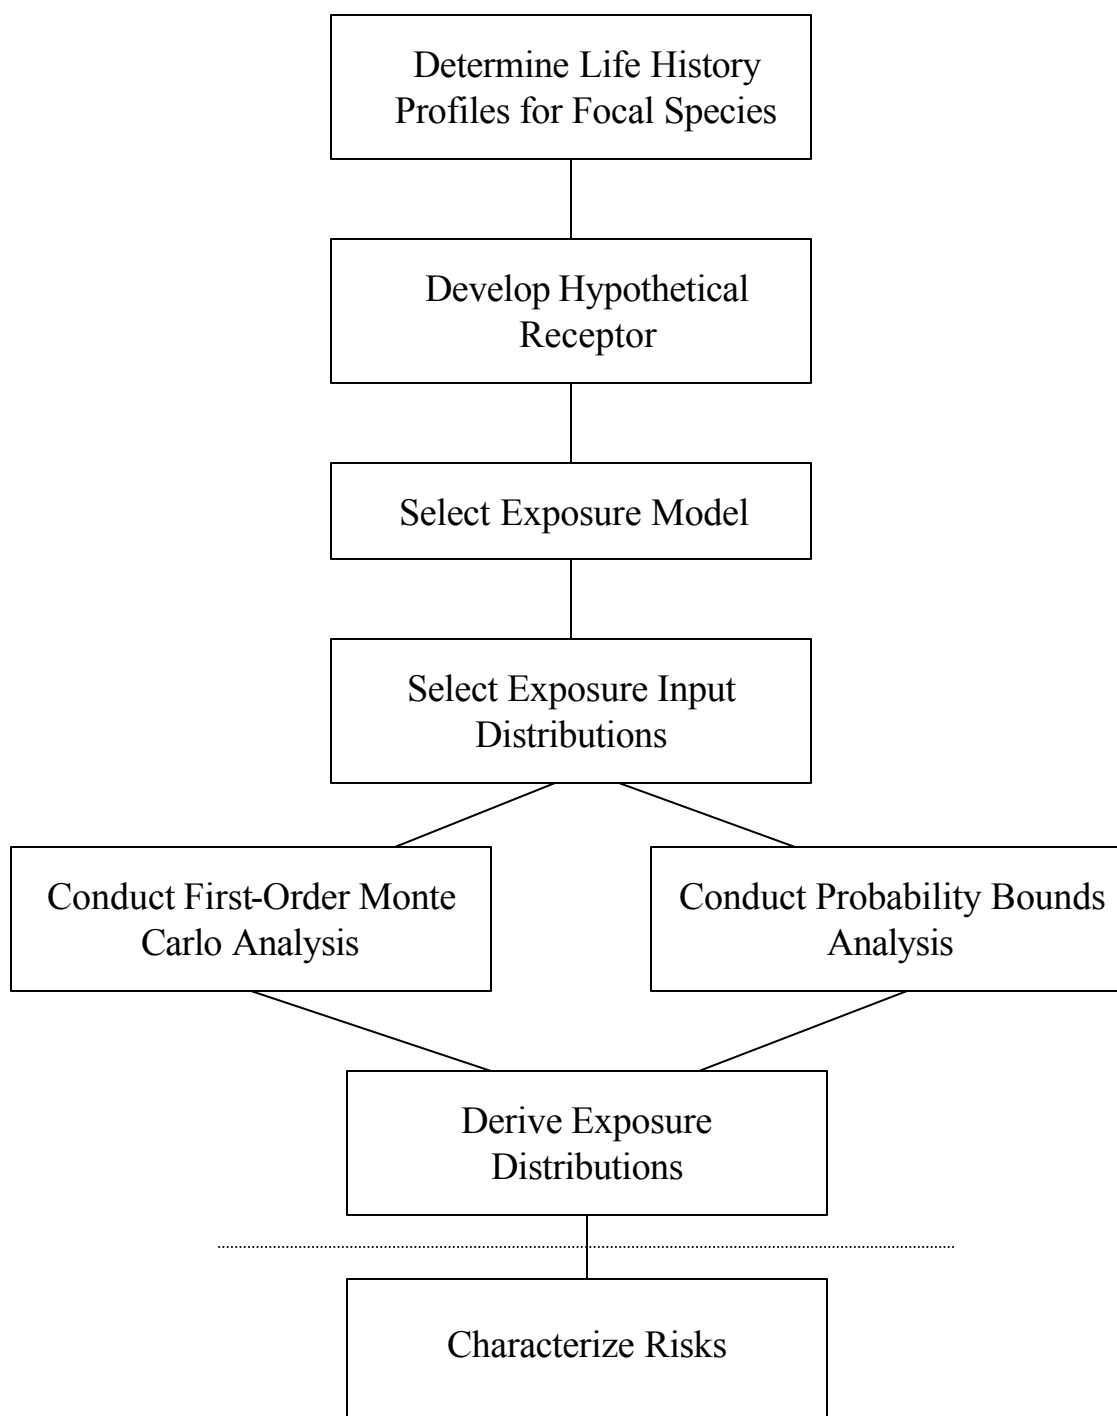 Determine Life History
Profiles for Focal Species
Develop Hypothetical
Receptor
Select Exposure Model
Select Exposure Input
Distributions
Conduct First-Order Monte
Carlo Analysis
Conduct Probability Bounds
Analysis
Derive Exposure
Distributions
Characterize Risks